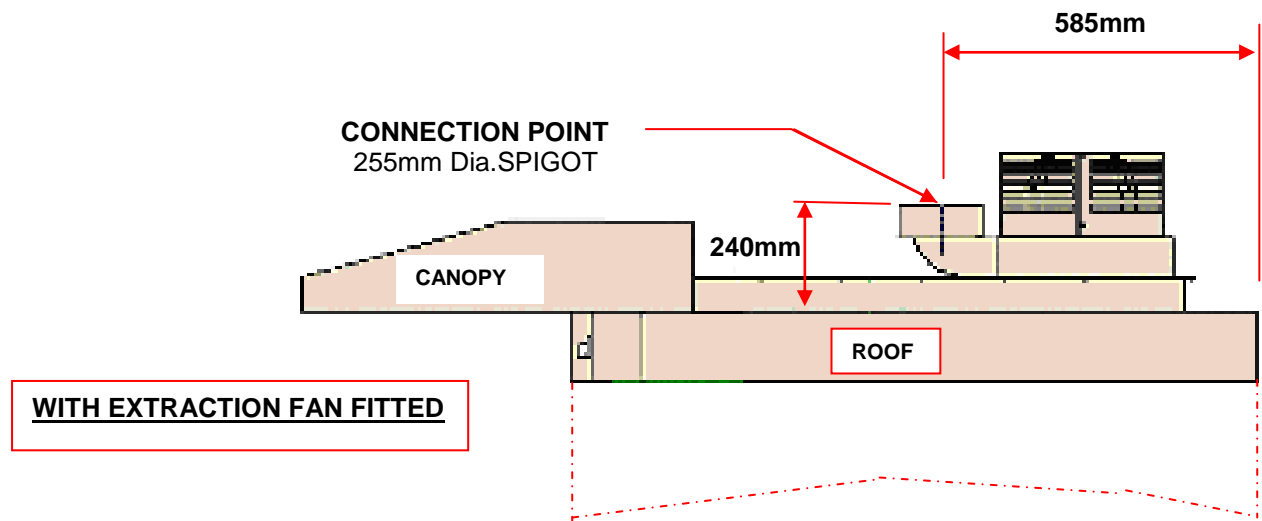 585mm
CONNECTION POINT
255mm Dia.SPIGOT
240mm
CANOPY
ROOF
WITH EXTRACTION FAN FITTED